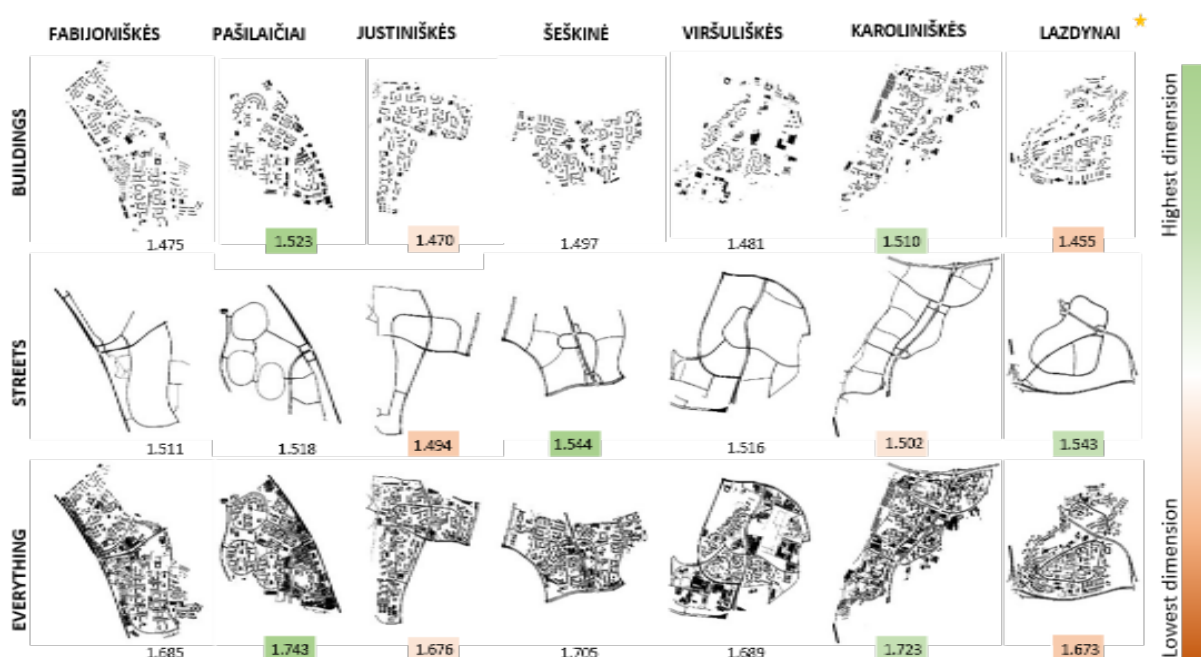 FABIJONIŠKĖS PAŠILAIČIAI JUSTINIŠKĖS ŠEŠKINĖ VIRŠULIŠKĖS KAROLINIŠKĖS LAZDYNAI
BUILDINGS
1.475 1.523 1.470 1.497 1.481 1.510 1.455
STREETS
1.511 1.518 1.494 1.544 1.516 1.502 1.543
EVERYTHING
1.685 1.743 1.676 1.705 1.689 1.723 1.673
Highest dimension
Lowest dimension